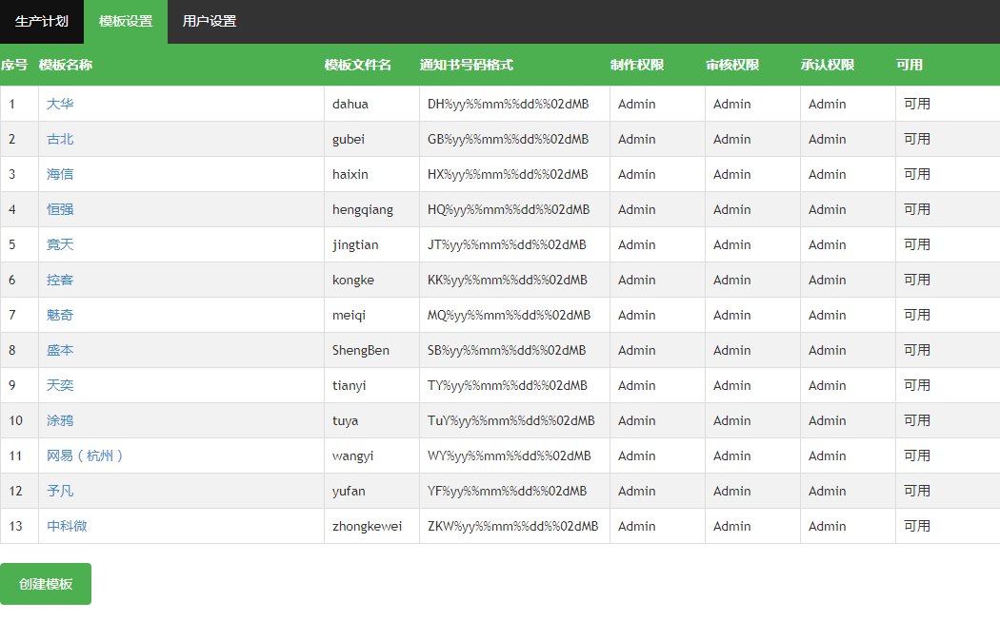 生产计划 模板设置 用户设置
序号 模板名称 模板文件名 通知书号码格式 制作权限 审核权限 承认权限 可用
1 大华 dahua DH%yy%%mm%%dd%%02dMB Admin Admin Admin 可用
2 古北 gubei GB%yy%%mm%%dd%%02dMB Admin Admin Admin 可用
3 海信 haixin HX%yy%%mm%%dd%%02dMB Admin Admin Admin 可用
4 恒强 hengqiang HQ%yy%%mm%%dd%%02dMB Admin Admin Admin 可用
5 竟天 jingtian JT%yy%%mm%%dd%%02dMB Admin Admin Admin 可用
6 控客 kongke KK%yy%%mm%%dd%%02dMB Admin Admin Admin 可用
7 魅奇 meiqi MQ%yy%%mm%%dd%%02dMB Admin Admin Admin 可用
8 盛本 ShengBen SB%yy%%mm%%dd%%02dMB Admin Admin Admin 可用
9 天奕 tianyi TY%yy%%mm%%dd%%02dMB Admin Admin Admin 可用
10 涂鸦 tuya TuY%yy%%mm%%dd%%02dMB Admin Admin Admin 可用
11 网易（杭州） wangyi WY%yy%%mm%%dd%%02dMB Admin Admin Admin 可用
12 予凡 yufan YF%yy%%mm%%dd%%02dMB Admin Admin Admin 可用
13 中科微 zhongkewei ZKW%yy%%mm%%dd%%02dMB Admin Admin Admin 可用
创建模板